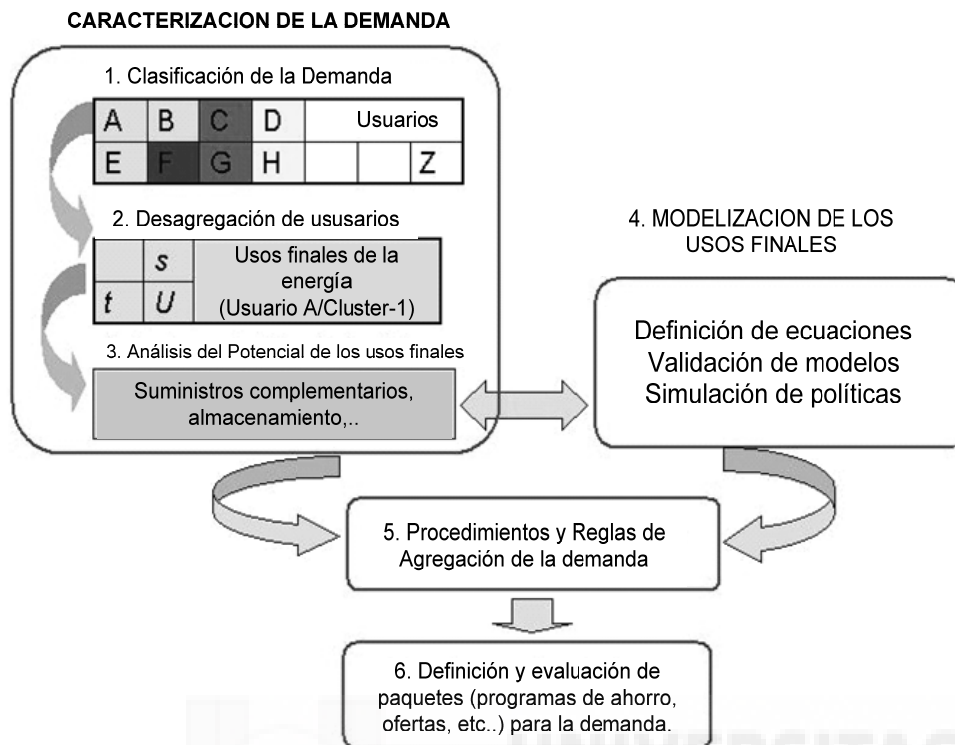 CARACTERIZACION DE LA DEMANDA
1. Clasificación de la Demanda
A B C D Usuarios
E F G H Z
2. Desagregación de ususarios
s
t U
Usos finales de la
energía
(Usuario A/Cluster-1)
3. Análisis del Potencial de los usos finales
Suministros complementarios,
almacenamiento,..
4. MODELIZACION DE LOS
USOS FINALES
Definición de ecuaciones
Validación de modelos
Simulación de políticas
5. Procedimientos y Reglas de
Agregación de la demanda
6. Definición y evaluación de
paquetes (programas de ahorro,
ofertas, etc..) para la demanda.